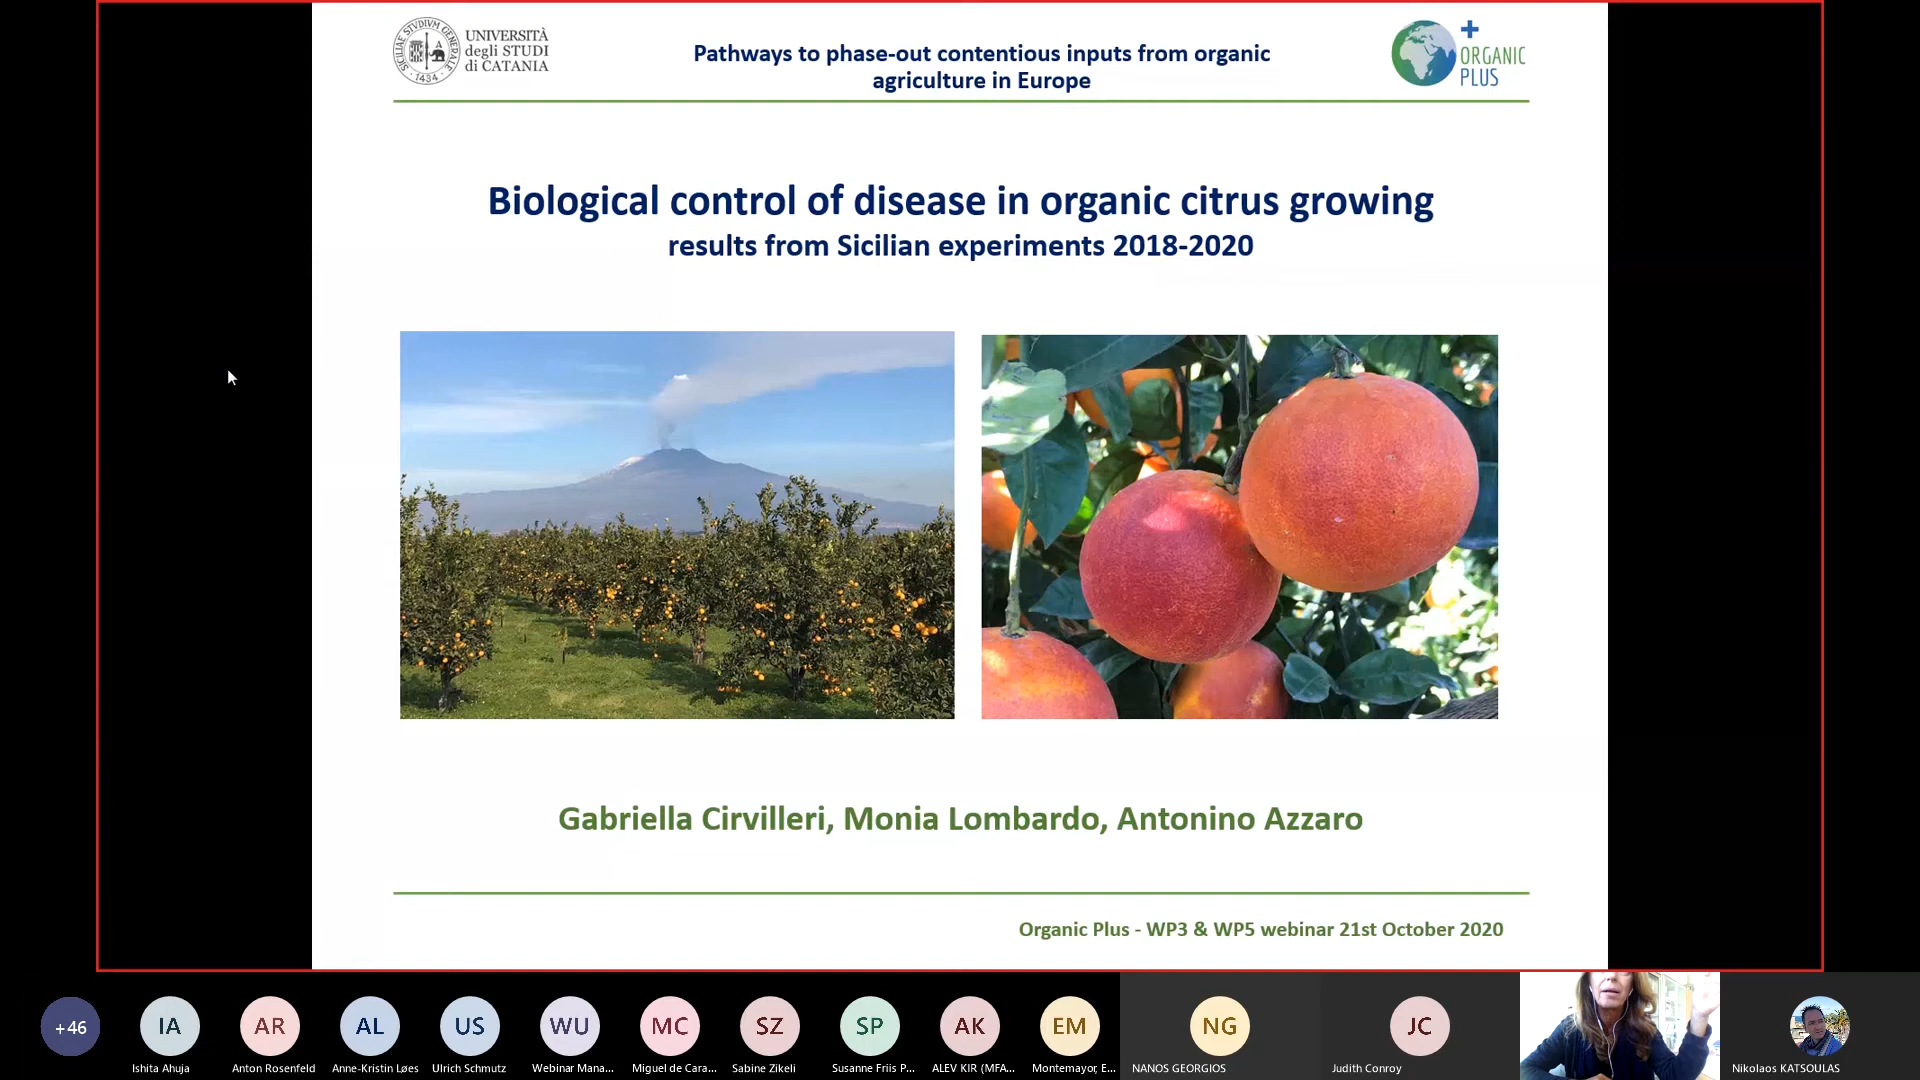 SICILIAE STVDIVM GENERALE
1434
UNIVERSITÀ
degli STUDI
di CATANIA
Pathways to phase-out contentious inputs from organic
agriculture in Europe
+
ORGANIC
PLUS
Biological control of disease in organic citrus growing
results from Sicilian experiments 2018-2020
Gabriella Cirvilleri, Monia Lombardo, Antonino Azzaro
Organic Plus - WP3 & WP5 webinar 21st October 2020
+46
IA
AR
AL
US
WU
MC
SZ
SP
AK
EM
NG
JC
Ishita Ahuja
Anton Rosenfeld
Anne-Kristin Løes
Ulrich Schmutz
Webinar Mana...
Miguel de Cara...
Sabine Zikeli
Susanne Friis P...
ALEV KIR (MFA...
Montemayor, E...
NANOS GEORGIOS
Judith Conroy
Nikolaos KATSOULAS